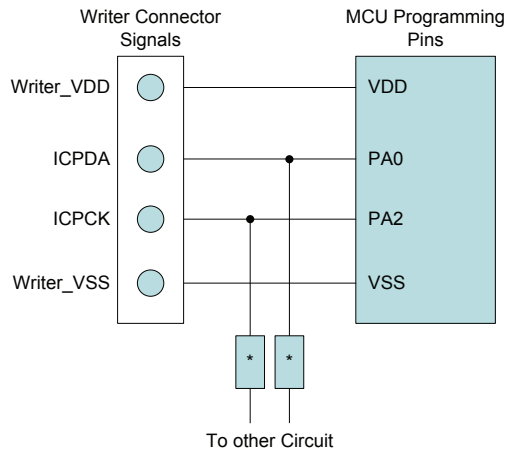 Writer Connector
Signals
MCU Programming
Pins
Writer_VDD
VDD
ICPDA
PA0
ICPCK
PA2
Writer_VSS
VSS
*
*
To other Circuit